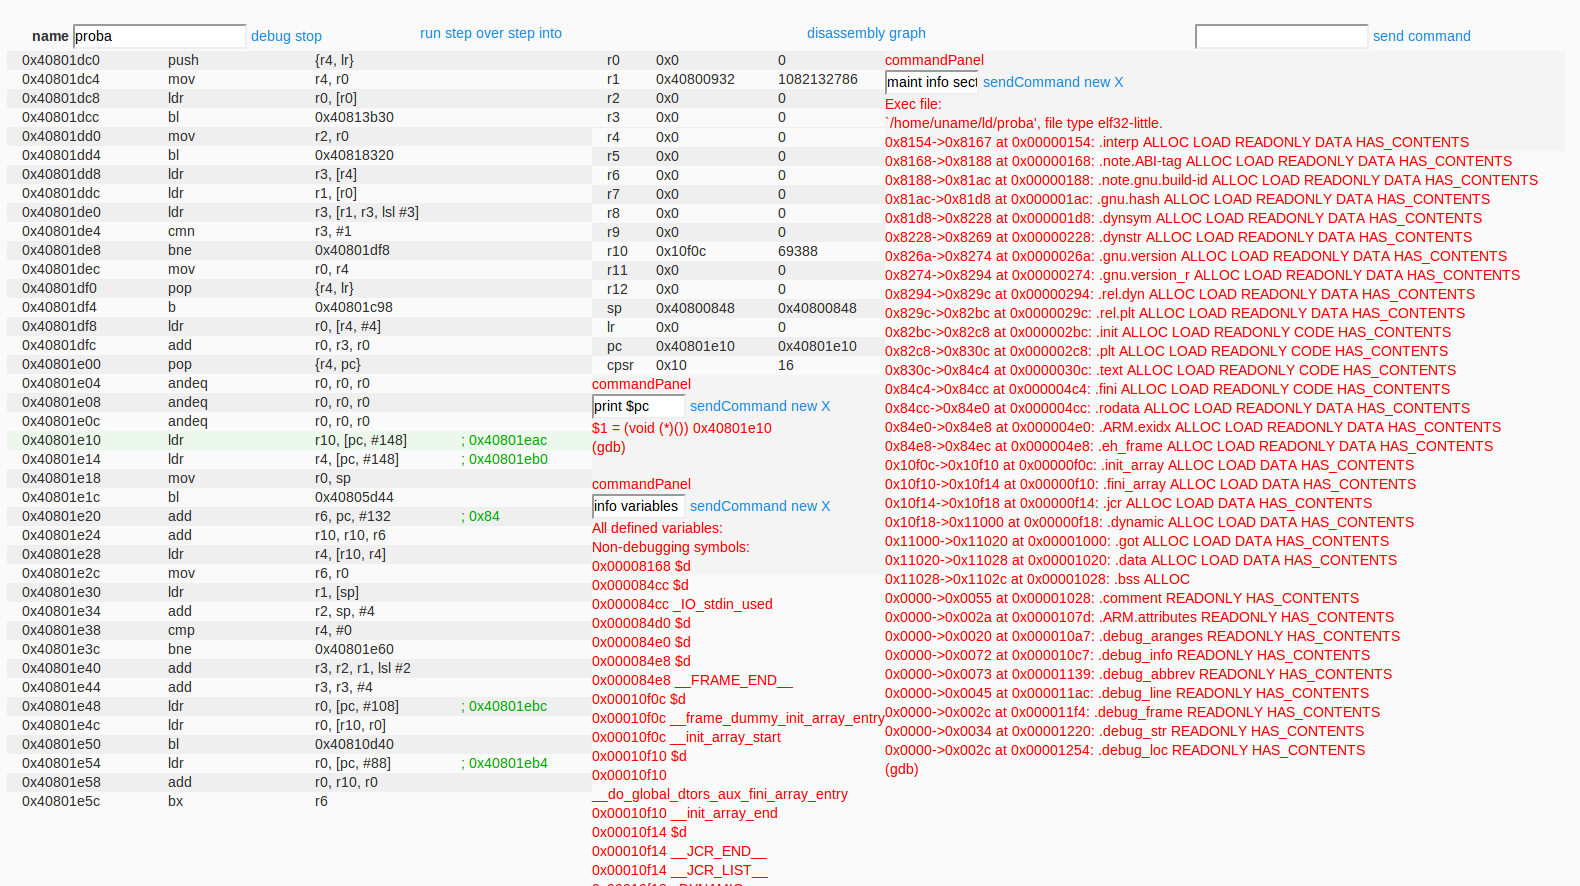 name proba debug stop run step over step into disassembly graph send command
0x40801dc0 push {r4, lr}
0x40801dc4 mov r4, r0
0x40801dc8 ldr r0, [r0]
0x40801dcc bl 0x40813b30
0x40801dd0 mov r2, r0
0x40801dd4 bl 0x40818320
0x40801dd8 ldr r3, [r4]
0x40801ddc ldr r1, [r0]
0x40801de0 ldr r3, [r1, r3, lsl #3]
0x40801de4 cmn r3, #1
0x40801de8 bne 0x40801df8
0x40801dec mov r0, r4
0x40801df0 pop {r4, lr}
0x40801df4 b 0x40801c98
0x40801df8 ldr r0, [r4, #4]
0x40801dfc add r0, r3, r0
0x40801e00 pop {r4, pc}
0x40801e04 andeq r0, r0, r0
0x40801e08 andeq r0, r0, r0
0x40801e0c andeq r0, r0, r0
0x40801e10 ldr r10, [pc, #148] ; 0x40801eac
0x40801e14 ldr r4, [pc, #148] ; 0x40801eb0
0x40801e18 mov r0, sp
0x40801e1c bl 0x40805d44
0x40801e20 add r6, pc, #132 ; 0x84
0x40801e24 add r10, r10, r6
0x40801e28 ldr r4, [r10, r4]
0x40801e2c mov r6, r0
0x40801e30 ldr r1, [sp]
0x40801e34 add r2, sp, #4
0x40801e38 cmp r4, #0
0x40801e3c bne 0x40801e60
0x40801e40 add r3, r2, r1, lsl #2
0x40801e44 add r3, r3, #4
0x40801e48 ldr r0, [pc, #108] ; 0x40801ebc
0x40801e4c ldr r0, [r10, r0]
0x40801e50 bl 0x40810d40
0x40801e54 ldr r0, [pc, #88] ; 0x40801eb4
0x40801e58 add r0, r10, r0
0x40801e5c bx r6
r0 0x0 0
r1 0x40800932 1082132786
r2 0x0 0
r3 0x0 0
r4 0x0 0
r5 0x0 0
r6 0x0 0
r7 0x0 0
r8 0x0 0
r9 0x0 0
r10 0x10f0c 69388
r11 0x0 0
r12 0x0 0
sp 0x40800848 0x40800848
lr 0x0 0
pc 0x40801e10 0x40801e10
cpsr 0x10 16
commandPanel
print $pc sendCommand new X
$1 = (void (*)()) 0x40801e10
(gdb)
commandPanel
info variables sendCommand new X
All defined variables:
Non-debugging symbols:
0x00008168 $d
0x000084cc $d
0x000084cc _IO_stdin_used
0x000084d0 $d
0x000084e0 $d
0x000084e8 $d
0x000084e8 __FRAME_END__
0x00010f0c $d
0x00010f0c __frame_dummy_init_array_entry
0x00010f0c __init_array_start
0x00010f10 $d
0x00010f10
__do_global_dtors_aux_fini_array_entry
0x00010f10 __init_array_end
0x00010f14 $d
0x00010f14 __JCR_END__
0x00010f14 __JCR_LIST__
commandPanel
maint info sect sendCommand new X
Exec file:
`/home/uname/ld/proba', file type elf32-little.
0x8154->0x8167 at 0x00000154: .interp ALLOC LOAD READONLY DATA HAS_CONTENTS
0x8168->0x8188 at 0x00000168: .note.ABI-tag ALLOC LOAD READONLY DATA HAS_CONTENTS
0x8188->0x81ac at 0x00000188: .note.gnu.build-id ALLOC LOAD READONLY DATA HAS_CONTENTS
0x81ac->0x81d8 at 0x000001ac: .gnu.hash ALLOC LOAD READONLY DATA HAS_CONTENTS
0x81d8->0x8228 at 0x000001d8: .dynsym ALLOC LOAD READONLY DATA HAS_CONTENTS
0x8228->0x8269 at 0x00000228: .dynstr ALLOC LOAD READONLY DATA HAS_CONTENTS
0x826a->0x8274 at 0x0000026a: .gnu.version ALLOC LOAD READONLY DATA HAS_CONTENTS
0x8274->0x8294 at 0x00000274: .gnu.version_r ALLOC LOAD READONLY DATA HAS_CONTENTS
0x8294->0x829c at 0x00000294: .rel.dyn ALLOC LOAD READONLY DATA HAS_CONTENTS
0x829c->0x82bc at 0x0000029c: .rel.plt ALLOC LOAD READONLY DATA HAS_CONTENTS
0x82bc->0x82c8 at 0x000002bc: .init ALLOC LOAD READONLY CODE HAS_CONTENTS
0x82c8->0x830c at 0x000002c8: .plt ALLOC LOAD READONLY CODE HAS_CONTENTS
0x830c->0x84c4 at 0x0000030c: .text ALLOC LOAD READONLY CODE HAS_CONTENTS
0x84c4->0x84cc at 0x000004c4: .fini ALLOC LOAD READONLY CODE HAS_CONTENTS
0x84cc->0x84e0 at 0x000004cc: .rodata ALLOC LOAD READONLY DATA HAS_CONTENTS
0x84e0->0x84e8 at 0x000004e0: .ARM.exidx ALLOC LOAD READONLY DATA HAS_CONTENTS
0x84e8->0x84ec at 0x000004e8: .eh_frame ALLOC LOAD READONLY DATA HAS_CONTENTS
0x10f0c->0x10f10 at 0x00000f0c: .init_array ALLOC LOAD DATA HAS_CONTENTS
0x10f10->0x10f14 at 0x00000f10: .fini_array ALLOC LOAD DATA HAS_CONTENTS
0x10f14->0x10f18 at 0x00000f14: .jcr ALLOC LOAD DATA HAS_CONTENTS
0x10f18->0x11000 at 0x00000f18: .dynamic ALLOC LOAD DATA HAS_CONTENTS
0x11000->0x11020 at 0x00001000: .got ALLOC LOAD DATA HAS_CONTENTS
0x11020->0x11028 at 0x00001020: .data ALLOC LOAD DATA HAS_CONTENTS
0x11028->0x1102c at 0x00001028: .bss ALLOC
0x0000->0x0055 at 0x00001028: .comment READONLY HAS_CONTENTS
0x0000->0x002a at 0x0000107d: .ARM.attributes READONLY HAS_CONTENTS
0x0000->0x0020 at 0x000010a7: .debug_aranges READONLY HAS_CONTENTS
0x0000->0x0072 at 0x000010c7: .debug_info READONLY HAS_CONTENTS
0x0000->0x0073 at 0x00001139: .debug_abbrev READONLY HAS_CONTENTS
0x0000->0x0045 at 0x000011ac: .debug_line READONLY HAS_CONTENTS
0x0000->0x002c at 0x000011f4: .debug_frame READONLY HAS_CONTENTS
0x0000->0x0034 at 0x00001220: .debug_str READONLY HAS_CONTENTS
0x0000->0x002c at 0x00001254: .debug_loc READONLY HAS_CONTENTS
(gdb)